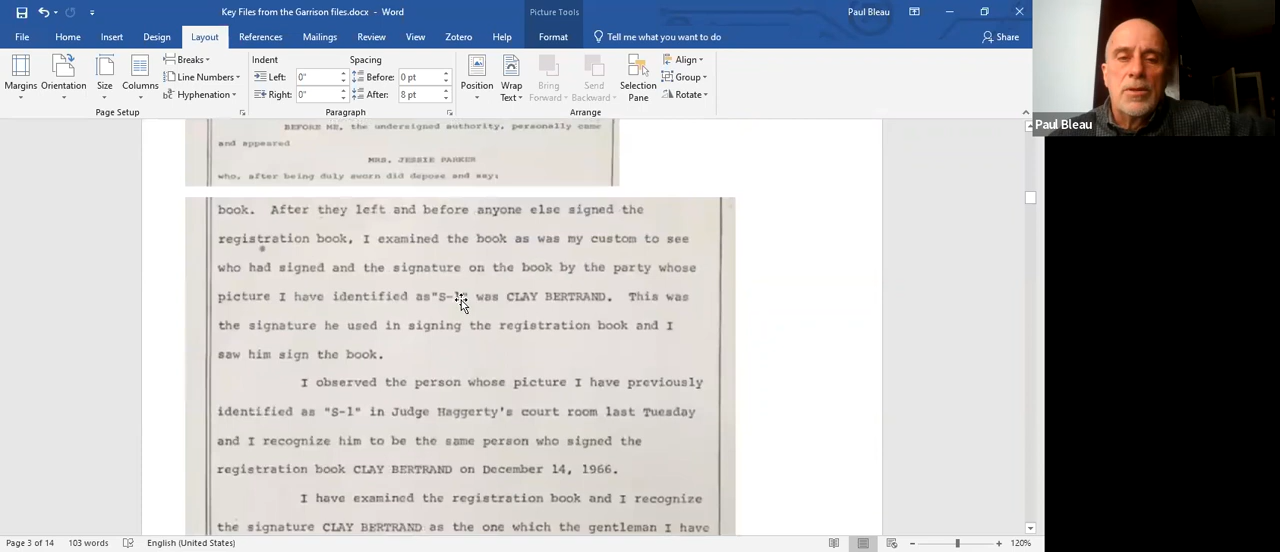 Key Files from the Garrison files.docx - Word
Picture Tools
Paul Bleau
File Home Insert Design Layout References Mailings Review View Zotero Help Format Tell me what you want to do Share
Margins Orientation Size Columns
Breaks
Line Numbers
Hyphenation
Page Setup
Indent Spacing
Left: 0" Before: 0 pt
Right: 0" After: 8 pt
Paragraph
Position Wrap Text Bring Forward Send Backward Selection Pane
Align
Group
Rotate
Arrange
Paul Bleau
BEFORE ME, the undersigned authority, personally came
and appeared
MRS. JESSIE PARKER
who, after being duly sworn did depose and say:
book. After they left and before anyone else signed the
registration book, I examined the book as was my custom to see
who had signed and the signature on the book by the party whose
picture I have identified as"S-1" was CLAY BERTRAND. This was
the signature he used in signing the registration book and I
saw him sign the book.
I observed the person whose picture I have previously
identified as "S-1" in Judge Haggerty's court room last Tuesday
and I recognize him to be the same person who signed the
registration book CLAY BERTRAND on December 14, 1966.
I have examined the registration book and I recognize
the signature CLAY BERTRAND as the one which the gentleman I have
Page 3 of 14 103 words English (United States) 120%